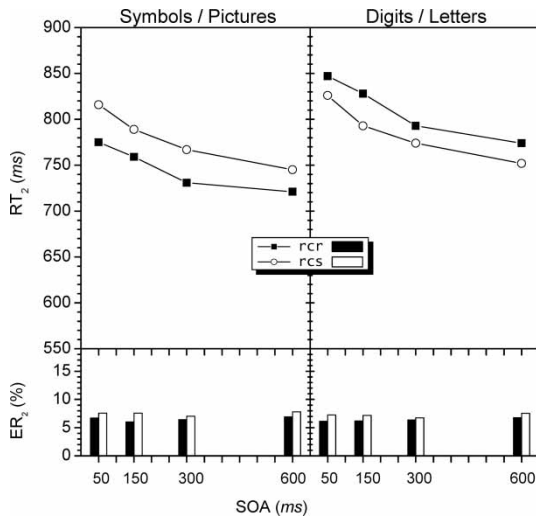 Symbols / Pictures
Digits / Letters
900
850
800
750
700
650
600
550
RT2 (ms)
rcr
rcs
15
10
5
0
ER2 (%)
50 150 300 600
50 150 300 600
SOA (ms)